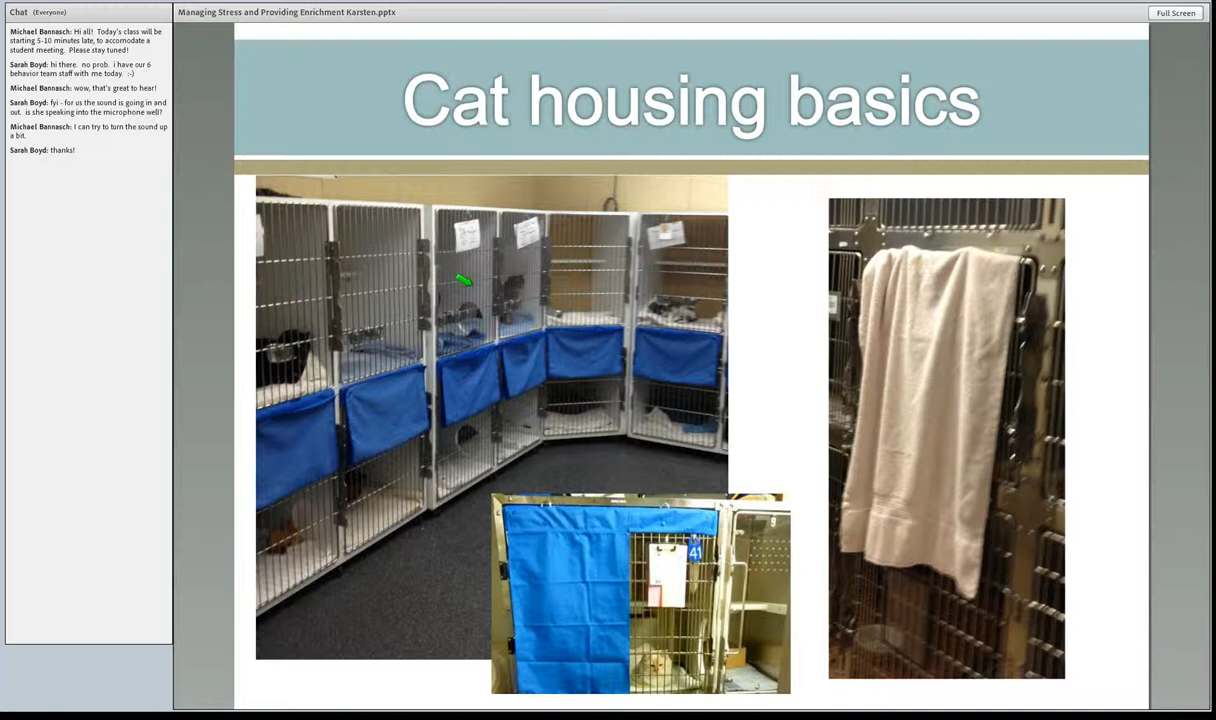 Chat (Everyone)
Michael Bannasch: Hi all! Today's class will be
starting 5-10 minutes late, to accomodate a
student meeting. Please stay tuned!
Sarah Boyd: hi there. no prob. i have our 6
behavior team staff with me today. :-)
Michael Bannasch: wow, that's great to hear!
Sarah Boyd: fyi - for us the sound is going in and
out. is she speaking into the microphone well?
Michael Bannasch: I can try to turn the sound up
a bit.
Sarah Boyd: thanks!
Managing Stress and Providing Enrichment Karsten.pptx
Full Screen
Cat housing basics
41
9